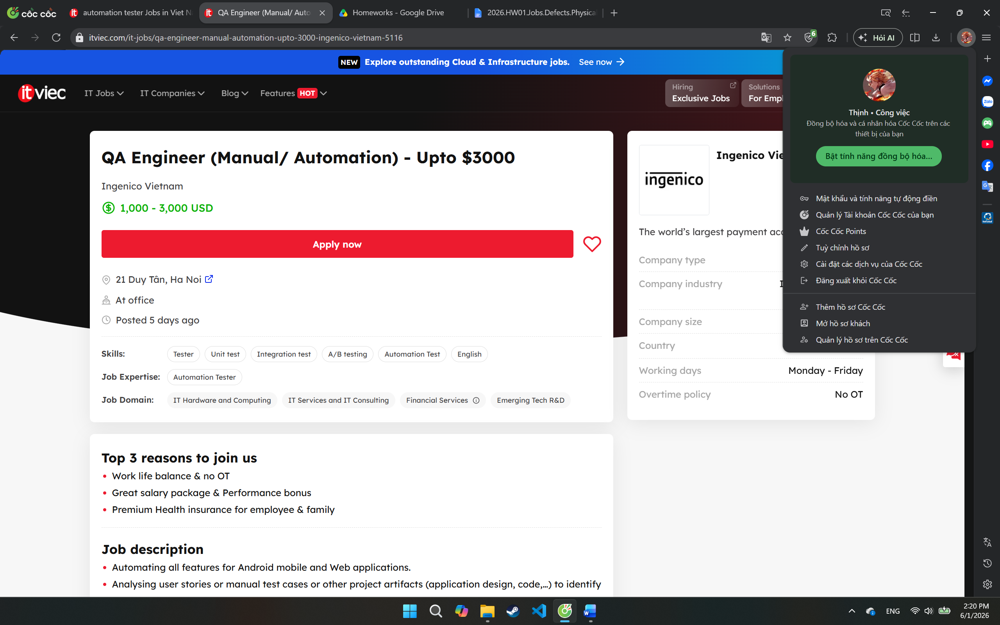 cốc cốc
automation tester Jobs in Viet N
QA Engineer (Manual/ Auto
Homeworks - Google Drive
2026.HW01.Jobs.Defects.Physical
itviec.com/it-jobs/qa-engineer-manual-automation-upto-3000-ingenico-vietnam-5116
6
Hỏi AI
NEW Explore outstanding Cloud & Infrastructure jobs. See now
itviec
IT Jobs
IT Companies
Blog
Features HOT
Hiring
Exclusive Jobs
Solutions
For Empl
QA Engineer (Manual/ Automation) - Upto $3000
Ingenico Vietnam
1,000 - 3,000 USD
Apply now
21 Duy Tân, Ha Noi
At office
Posted 5 days ago
Skills: Tester Unit test Integration test A/B testing Automation Test English
Job Expertise: Automation Tester
Job Domain: IT Hardware and Computing IT Services and IT Consulting Financial Services Emerging Tech R&D
Top 3 reasons to join us
Work life balance & no OT
Great salary package & Performance bonus
Premium Health insurance for employee & family
Job description
Automating all features for Android mobile and Web applications.
Analysing user stories or manual test cases or other project artifacts (application design, code,...) to identify
ingenico
Ingenico Vie
The world's largest payment acc
Company type
Company industry I
Company size
Country
Working days Monday - Friday
Overtime policy No OT
Thịnh • Công việc
Đồng bộ hóa và cá nhân hóa Cốc Cốc trên các
thiết bị của bạn
Bật tính năng đồng bộ hóa...
Mật khẩu và tính năng tự động điền
Quản lý Tài khoản Cốc Cốc của bạn
Cốc Cốc Points
Tuỳ chỉnh hồ sơ
Cài đặt các dịch vụ của Cốc Cốc
Đăng xuất khỏi Cốc Cốc
Thêm hồ sơ Cốc Cốc
Mở hồ sơ khách
Quản lý hồ sơ trên Cốc Cốc
Zalo
ENG
2:20 PM
6/1/2026